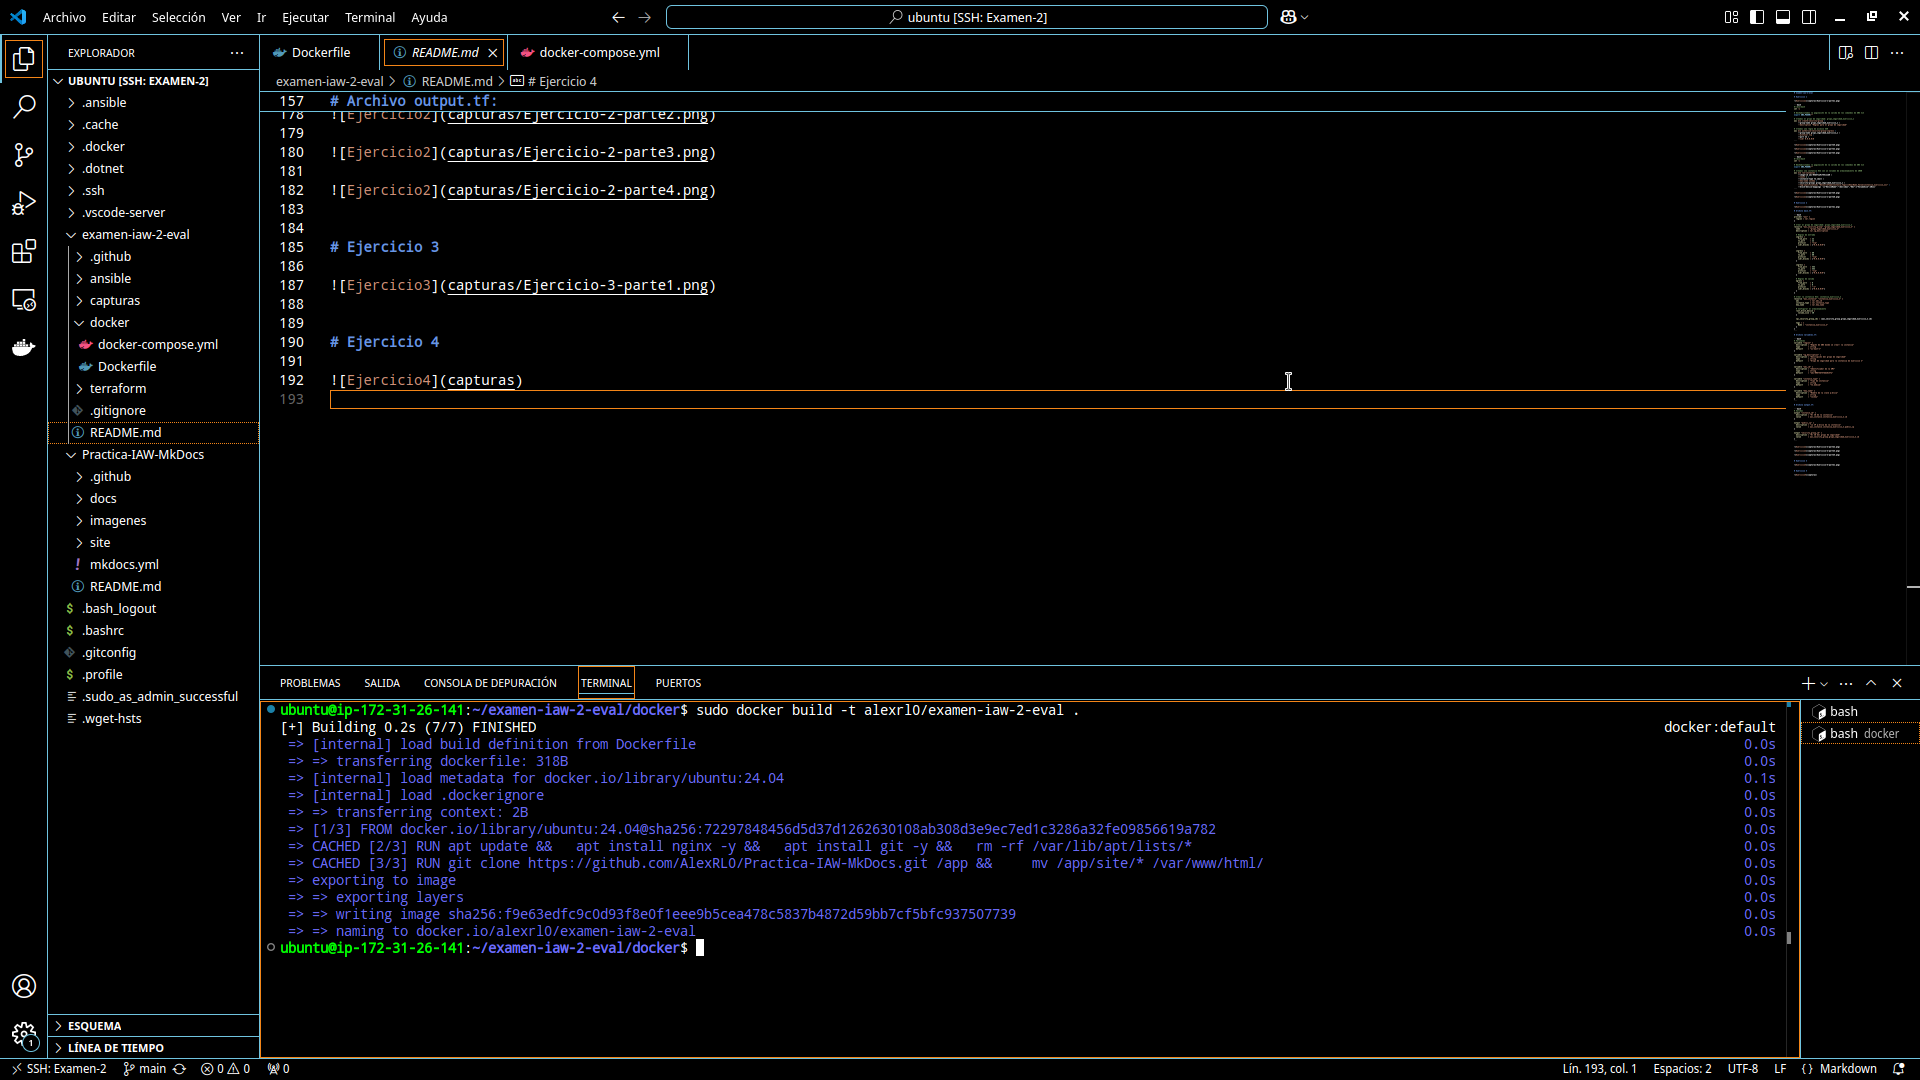 Archivo Editar Selección Ver Ir Ejecutar Terminal Ayuda
ubuntu [SSH: Examen-2]
EXPLORADOR
UBUNTU [SSH: EXAMEN-2]
.ansible
.cache
.docker
.dotnet
.ssh
.vscode-server
examen-iaw-2-eval
.github
ansible
capturas
docker
docker-compose.yml
Dockerfile
terraform
.gitignore
README.md
Practica-IAW-MkDocs
.github
docs
imagenes
site
mkdocs.yml
README.md
.bash_logout
.bashrc
.gitconfig
.profile
.sudo_as_admin_successful
.wget-hsts
ESQUEMA
LÍNEA DE TIEMPO
Dockerfile README.md docker-compose.yml
examen-iaw-2-eval > README.md > # Ejercicio 4
157 # Archivo output.tf:
178 ![Ejercicio2](capturas/Ejercicio-2-parte2.png)
179
180 ![Ejercicio2](capturas/Ejercicio-2-parte3.png)
181
182 ![Ejercicio2](capturas/Ejercicio-2-parte4.png)
183
184
185 # Ejercicio 3
186
187 ![Ejercicio3](capturas/Ejercicio-3-parte1.png)
188
189
190 # Ejercicio 4
191
192 ![Ejercicio4](capturas)
193
PROBLEMAS SALIDA CONSOLA DE DEPURACIÓN TERMINAL PUERTOS
ubuntu@ip-172-31-26-141:~/examen-iaw-2-eval/docker$ sudo docker build -t alexrl0/examen-iaw-2-eval .
[+] Building 0.2s (7/7) FINISHED docker:default
=> [internal] load build definition from Dockerfile 0.0s
=> => transferring dockerfile: 318B 0.0s
=> [internal] load metadata for docker.io/library/ubuntu:24.04 0.1s
=> [internal] load .dockerignore 0.0s
=> => transferring context: 2B 0.0s
=> [1/3] FROM docker.io/library/ubuntu:24.04@sha256:72297848456d5d37d1262630108ab308d3e9ec7ed1c3286a32fe09856619a782 0.0s
=> CACHED [2/3] RUN apt update &&   apt install nginx -y &&   apt install git -y &&   rm -rf /var/lib/apt/lists/* 0.0s
=> CACHED [3/3] RUN git clone https://github.com/AlexRL0/Practica-IAW-MkDocs.git /app &&     mv /app/site/* /var/www/html/ 0.0s
=> exporting to image 0.0s
=> => exporting layers 0.0s
=> => writing image sha256:f9e63edfc9c0d93f8e0f1eee9b5cea478c5837b4872d59bb7cf5bfc937507739 0.0s
=> => naming to docker.io/alexrl0/examen-iaw-2-eval 0.0s
ubuntu@ip-172-31-26-141:~/examen-iaw-2-eval/docker$
bash
bash docker
1
SSH: Examen-2 main 0 0 0
Lín. 193, col. 1 Espacios: 2 UTF-8 LF {} Markdown